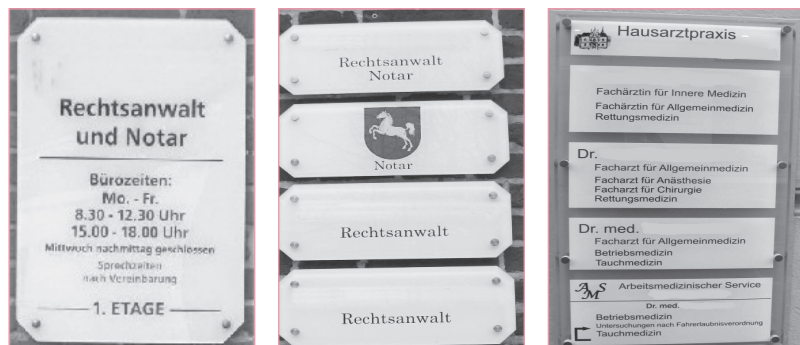 Rechtsanwalt
und Notar
Bürozeiten:
Mo. - Fr.
8.30 - 12.30 Uhr
15.00 - 18.00 Uhr
Mittwoch nachmittag geschlossen
Sprechzeiten
nach Vereinbarung
1. ETAGE
Rechtsanwalt
Notar
Notar
Rechtsanwalt
Rechtsanwalt
Hausarztpraxis
Fachärztin für Innere Medizin
Fachärztin für Allgemeinmedizin
Rettungsmedizin
Dr.
Facharzt für Allgemeinmedizin
Facharzt für Anästhesie
Facharzt für Chirurgie
Rettungsmedizin
Dr. med.
Facharzt für Allgemeinmedizin
Betriebsmedizin
Tauchmedizin
AMS Arbeitsmedizinischer Service
Dr. med.
Betriebsmedizin
Untersuchungen nach Fahrerlaubnisverordnung
Tauchmedizin